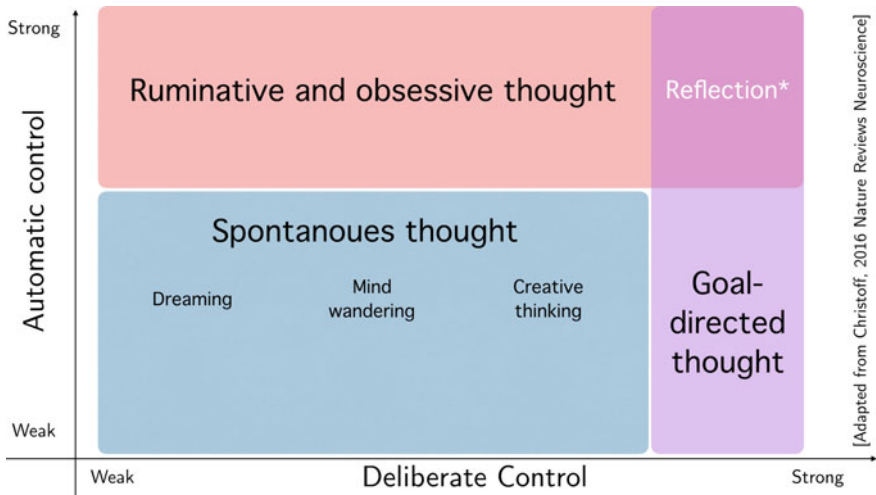 Strong
Automatic control
Weak
Ruminative and obsessive thought
Reflection*
Spontanoues thought
Dreaming
Mind
wandering
Creative
thinking
Goal-
directed
thought
Weak
Deliberate Control
Strong
[Adapted from Christoff, 2016 Nature Reviews Neuroscience]